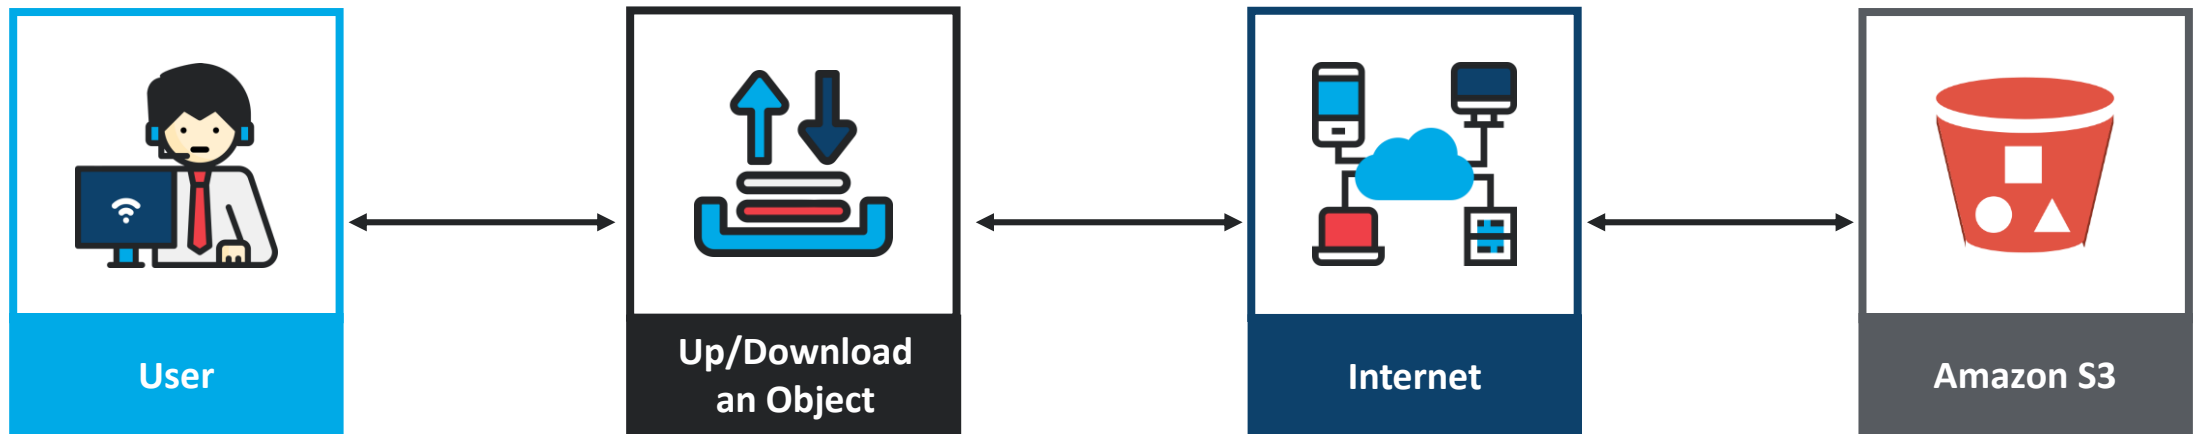 User
Up/Download
an Object
Internet
Amazon S3